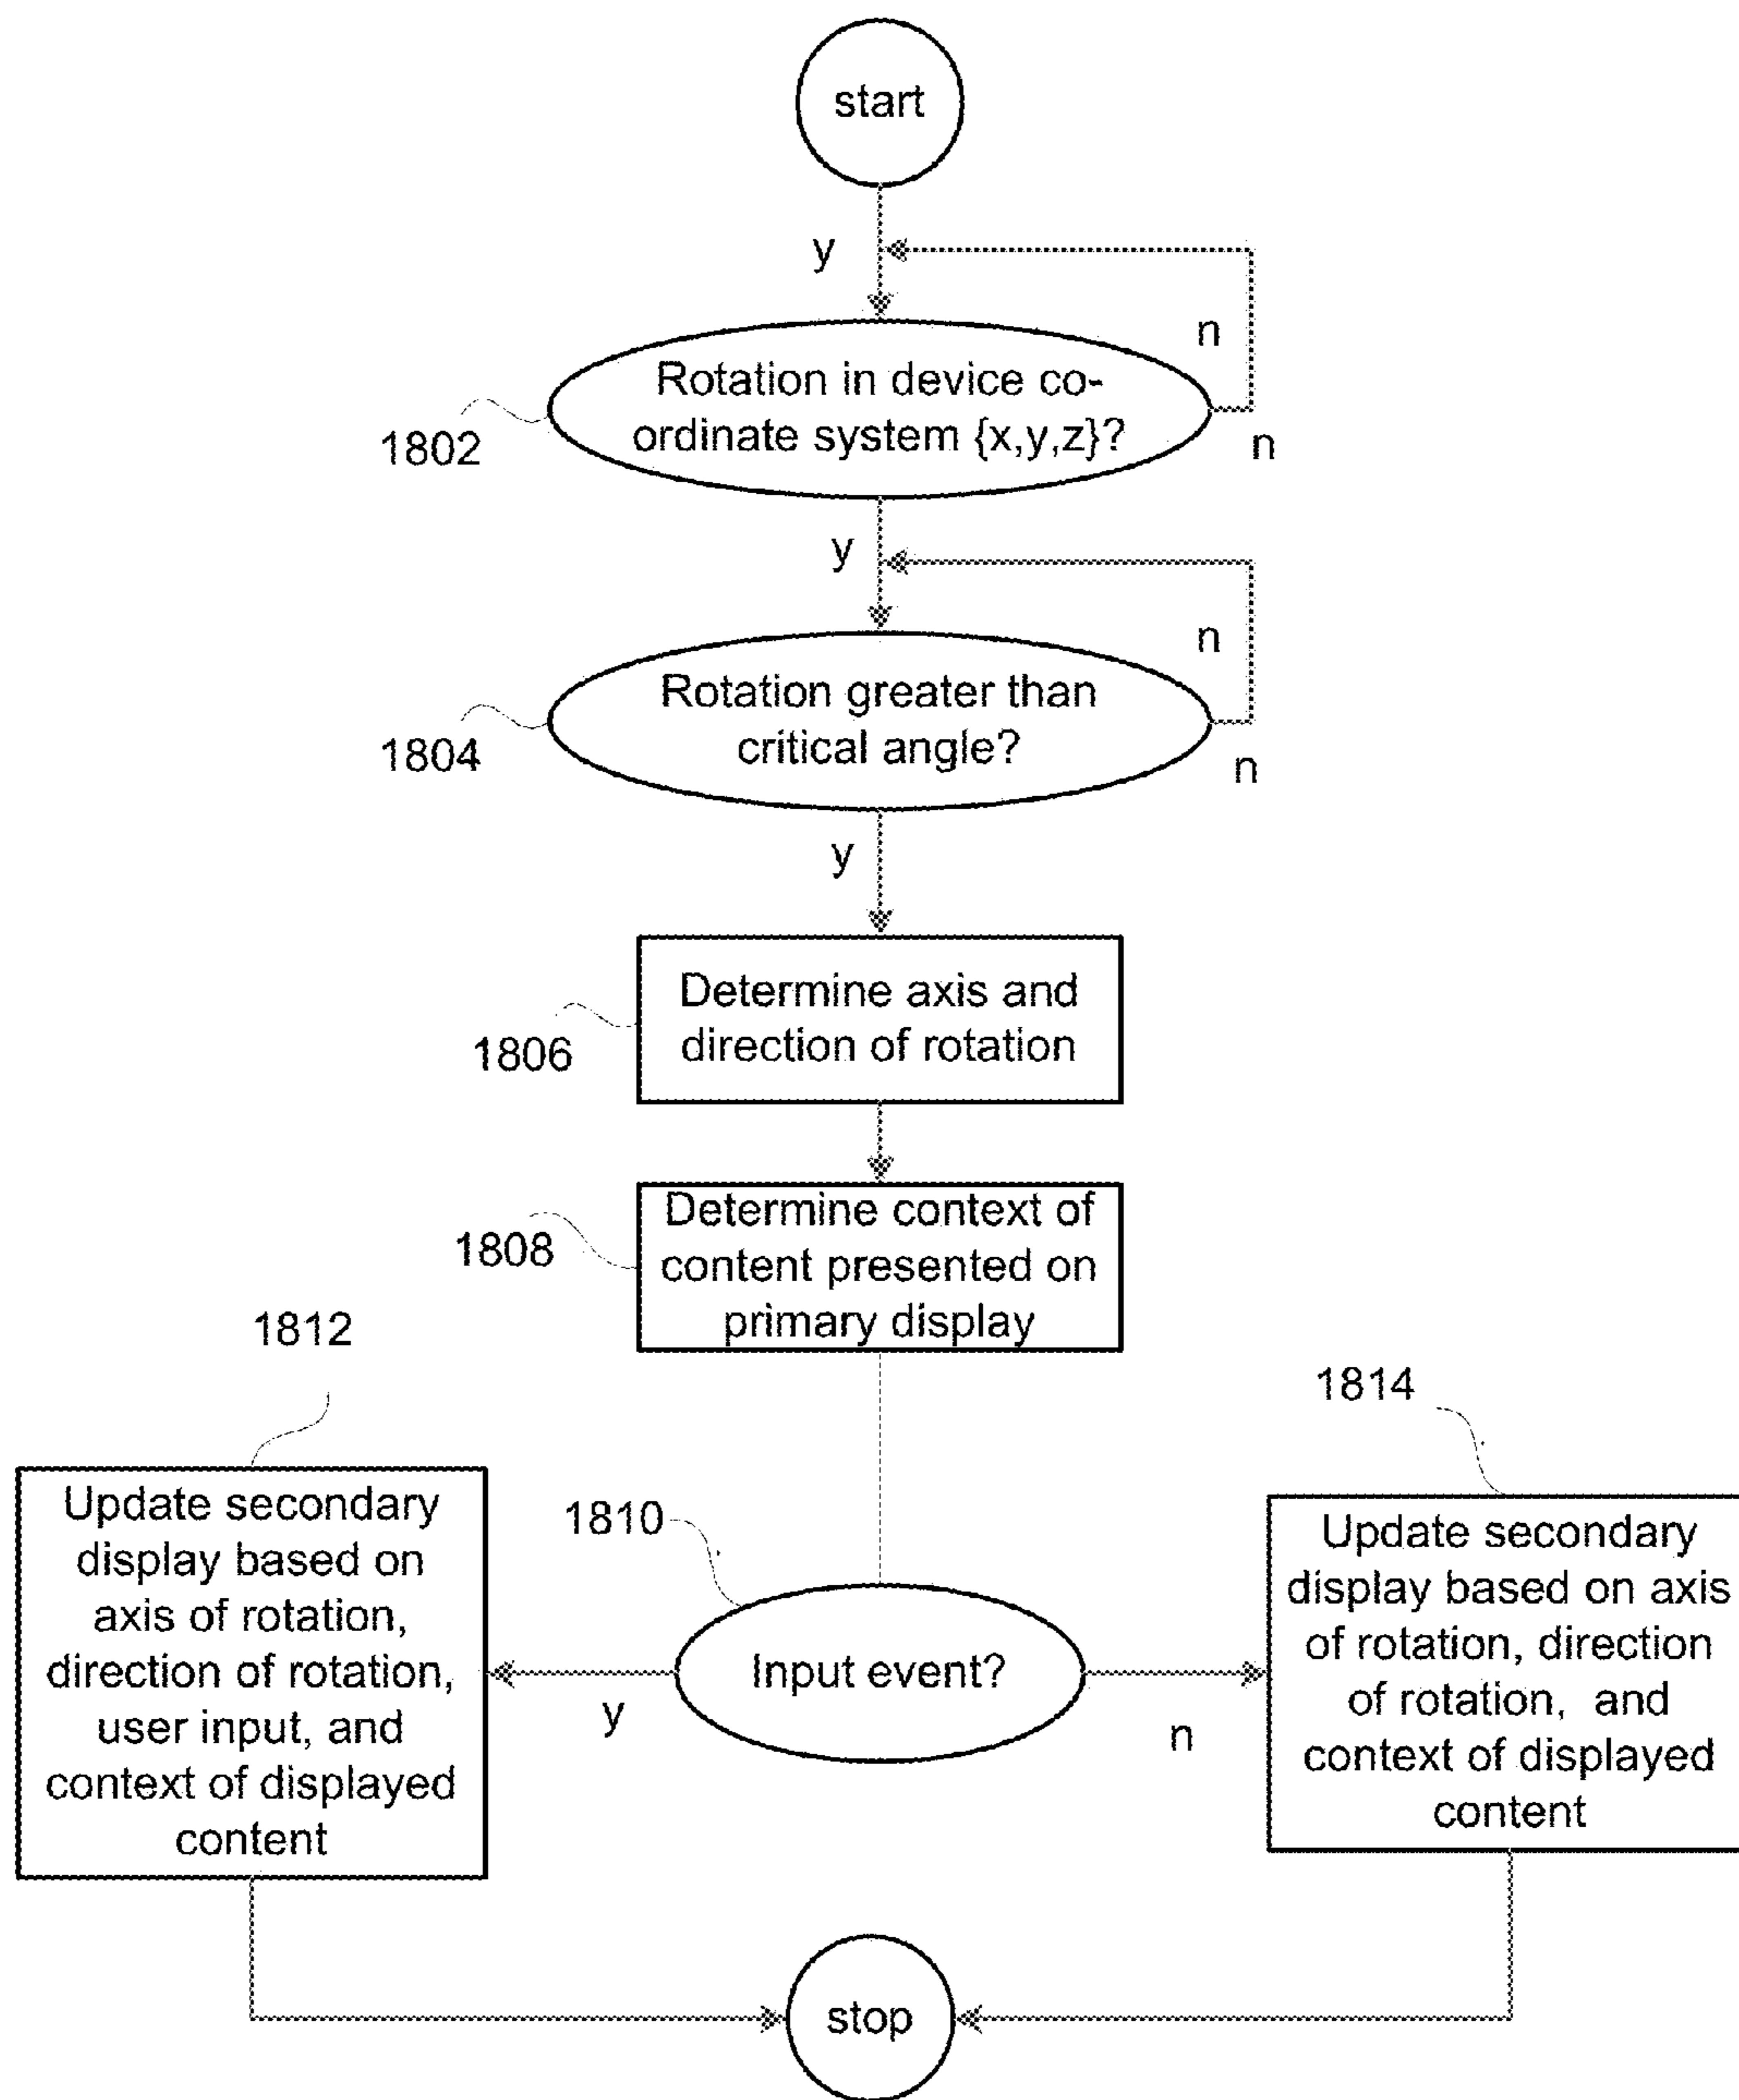 start
y
n
Rotation in device co-
ordinate system {x,y,z}?
1802
n
y
n
Rotation greater than
critical angle?
1804
n
y
Determine axis and
direction of rotation
1806
Determine context of
content presented on
primary display
1808
1812
Update secondary
display based on
axis of rotation,
direction of rotation,
user input, and
context of displayed
content
1810
Input event?
y
n
1814
Update secondary
display based on axis
of rotation, direction
of rotation, and
context of displayed
content
stop